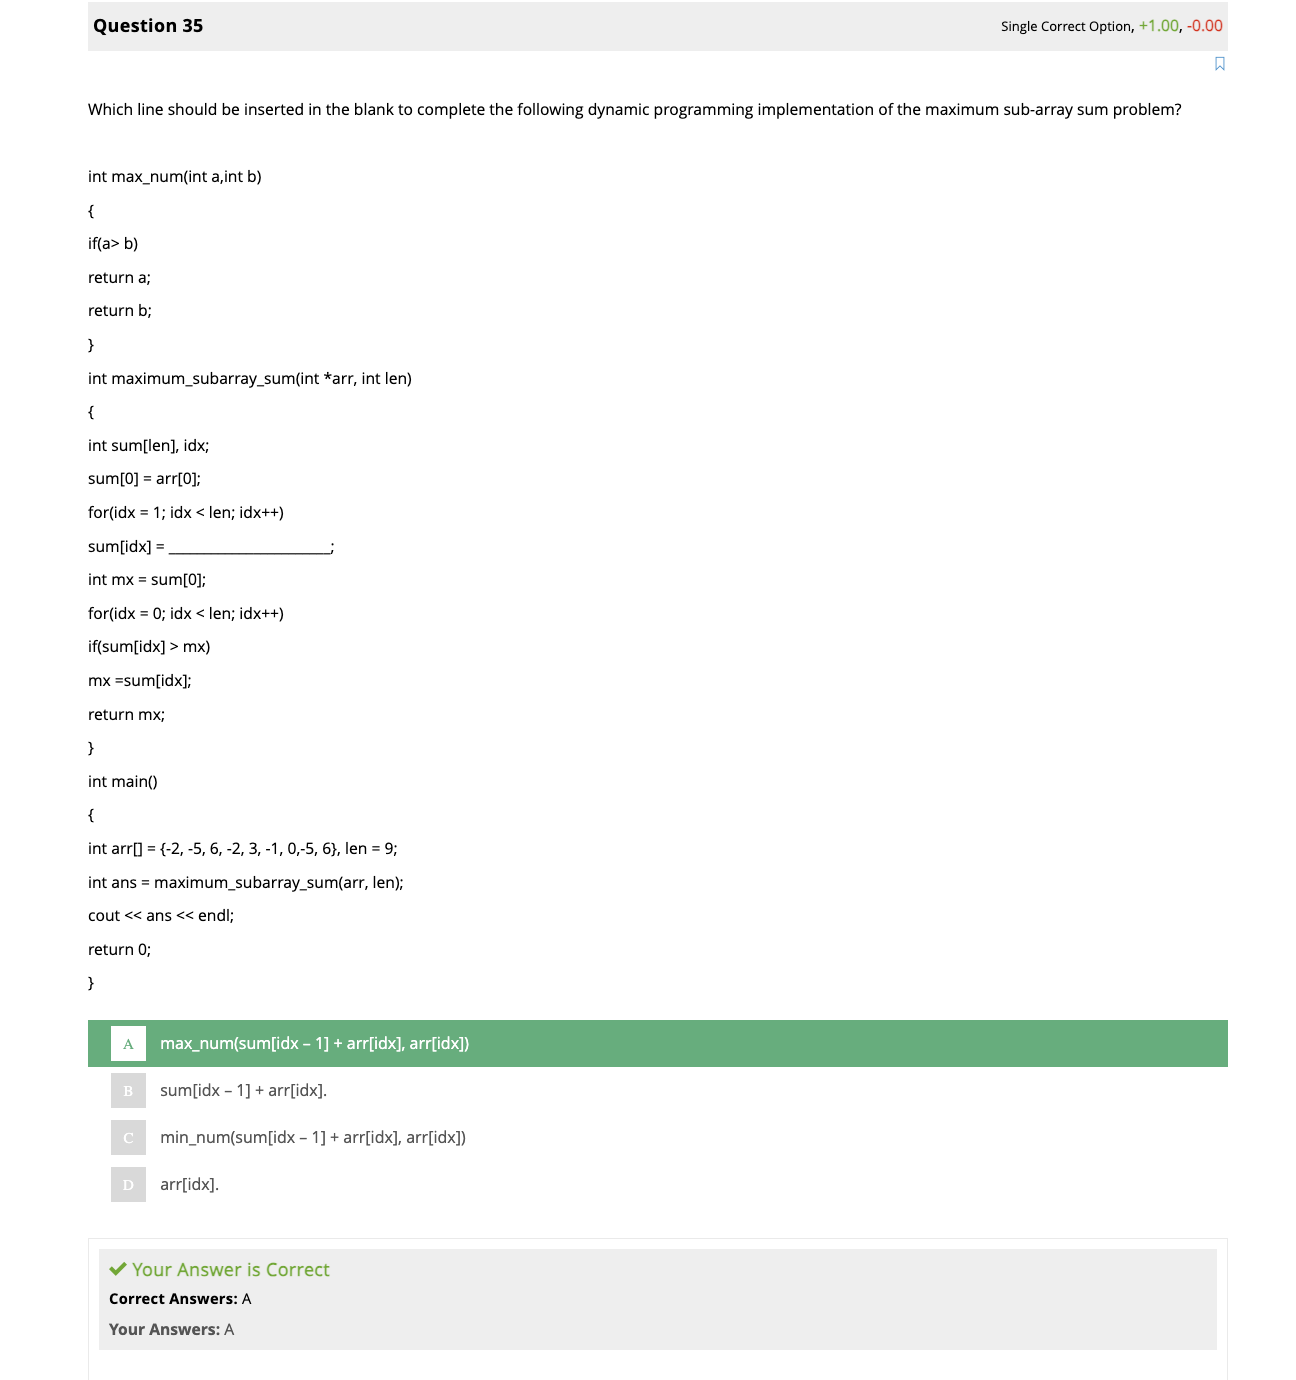 Question 35
Single Correct Option, +1.00, -0.00
Which line should be inserted in the blank to complete the following dynamic programming implementation of the maximum sub-array sum problem?
int max_num(int a,int b)
{
if(a> b)
return a;
return b;
}
int maximum_subarray_sum(int *arr, int len)
{
int sum[len], idx;
sum[0] = arr[0];
for(idx = 1; idx < len; idx++)
sum[idx] = ______________________;
int mx = sum[0];
for(idx = 0; idx < len; idx++)
if(sum[idx] > mx)
mx =sum[idx];
return mx;
}
int main()
{
int arr[] = {-2, -5, 6, -2, 3, -1, 0,-5, 6}, len = 9;
int ans = maximum_subarray_sum(arr, len);
cout << ans << endl;
return 0;
}
A max_num(sum[idx – 1] + arr[idx], arr[idx])
B sum[idx – 1] + arr[idx].
C min_num(sum[idx – 1] + arr[idx], arr[idx])
D arr[idx].
Your Answer is Correct
Correct Answers: A
Your Answers: A